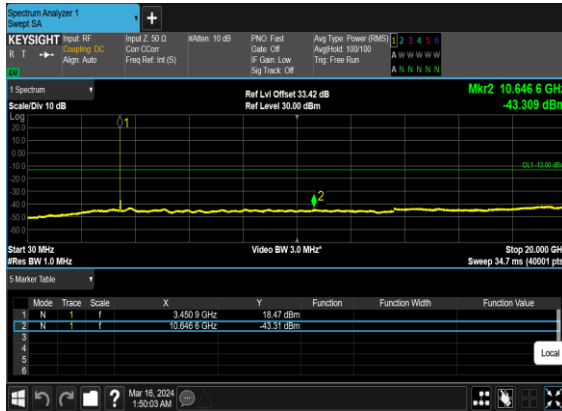 Spectrum Analyzer 1
Swept SA
+
KEYSIGHT Input: RF Input Z: 50 Ω #Atten: 10 dB PNO: Fast Avg Type: Power (RMS) 1 2 3 4 5 6
R T Coupling: DC Corr CCorr Gate: Off Avg|Hold: 100/100 A W W W W W
Align: Auto Freq Ref: Int (S) IF Gain: Low Trig: Free Run
Sig Track: Off A N N N N N
1 Spectrum
Ref Lvl Offset 33.42 dB Mkr2 10.646 6 GHz
Scale/Div 10 dB Ref Level 30.00 dBm -43.309 dBm
Log
20.0
10.0
0.00
-10.0
-20.0
-30.0
-40.0
-50.0
-60.0
1
DL1 -13.00 dBm
2
Start 30 MHz Video BW 3.0 MHz* Stop 20.000 GHz
#Res BW 1.0 MHz Sweep 34.7 ms (40001 pts)
5 Marker Table
Mode Trace Scale X Y Function Function Width Function Value
1 N 1 f 3.450 9 GHz 18.47 dBm
2 N 1 f 10.646 6 GHz -43.31 dBm
3
4
5
6
Local
?
Mar 16, 2024
1:50:03 AM